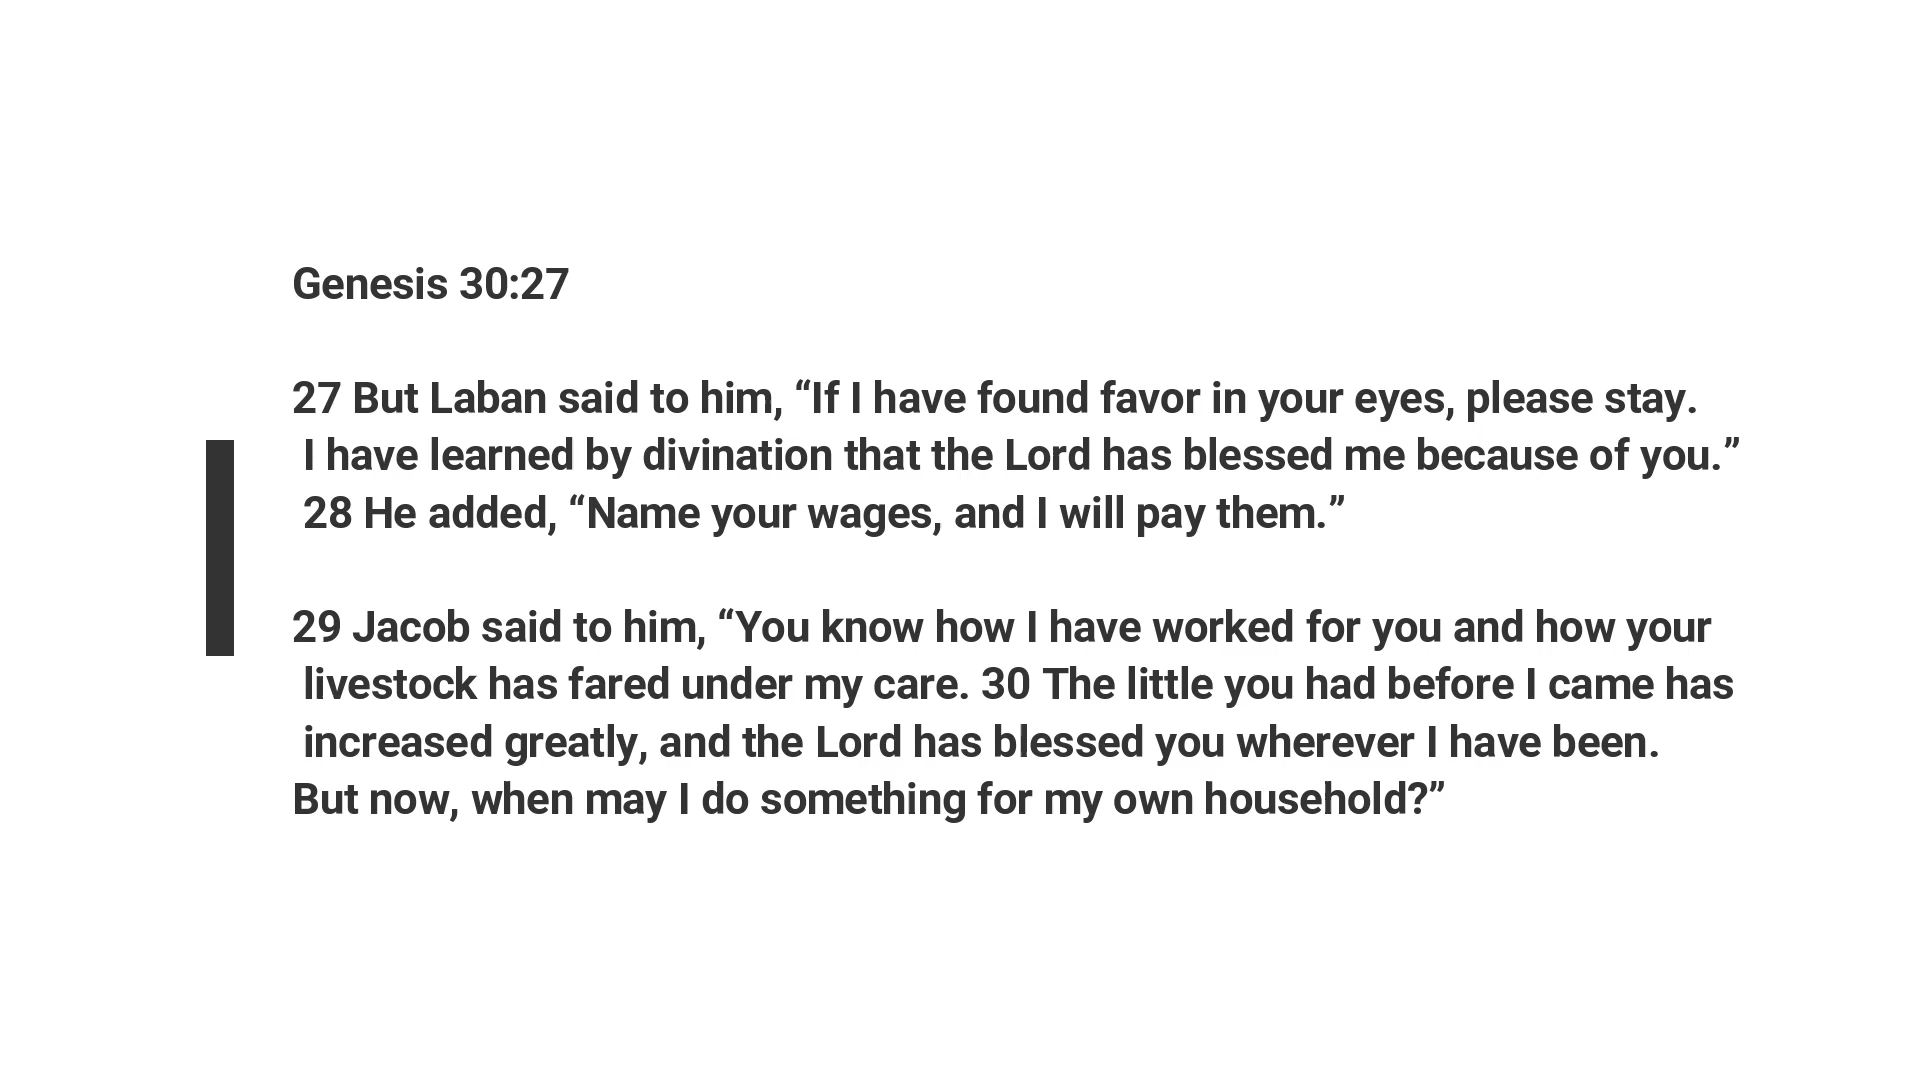 Genesis 30:27
27 But Laban said to him, “If I have found favor in your eyes, please stay.
I have learned by divination that the Lord has blessed me because of you.”
28 He added, “Name your wages, and I will pay them.”
29 Jacob said to him, “You know how I have worked for you and how your
livestock has fared under my care. 30 The little you had before I came has
increased greatly, and the Lord has blessed you wherever I have been.
But now, when may I do something for my own household?”